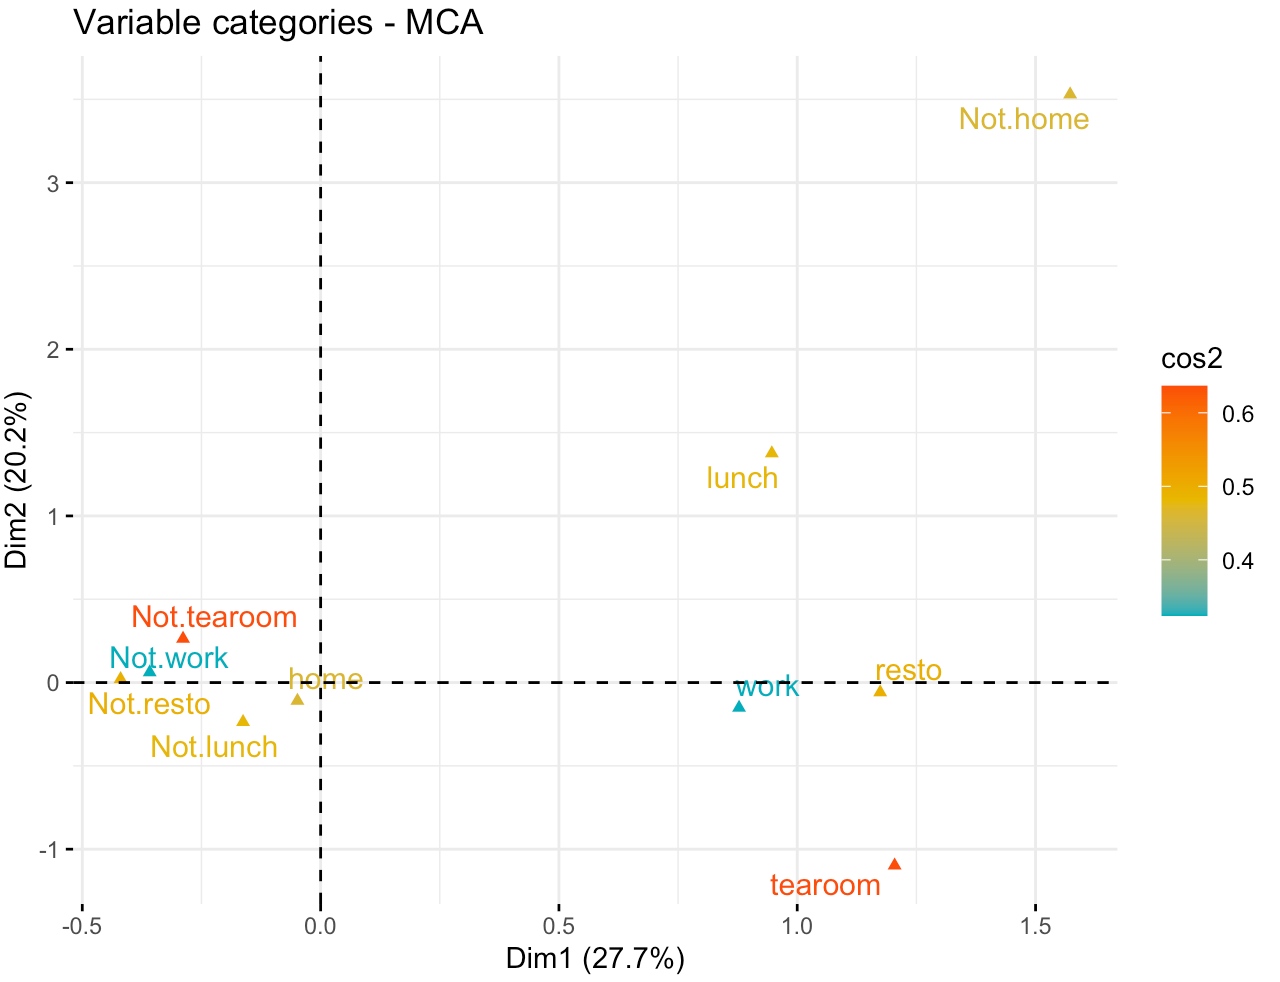 Variable categories - MCA
Not.home
3
cos2
2
Dim2 (20.2%)
0.6
lunch
0.5
1
0.4
Not.tearoom
Not.work
home
resto
0
work
Not.resto
Not.lunch
-1
tearoom
-0.5 0.0 0.5 1.0 1.5
Dim1 (27.7%)